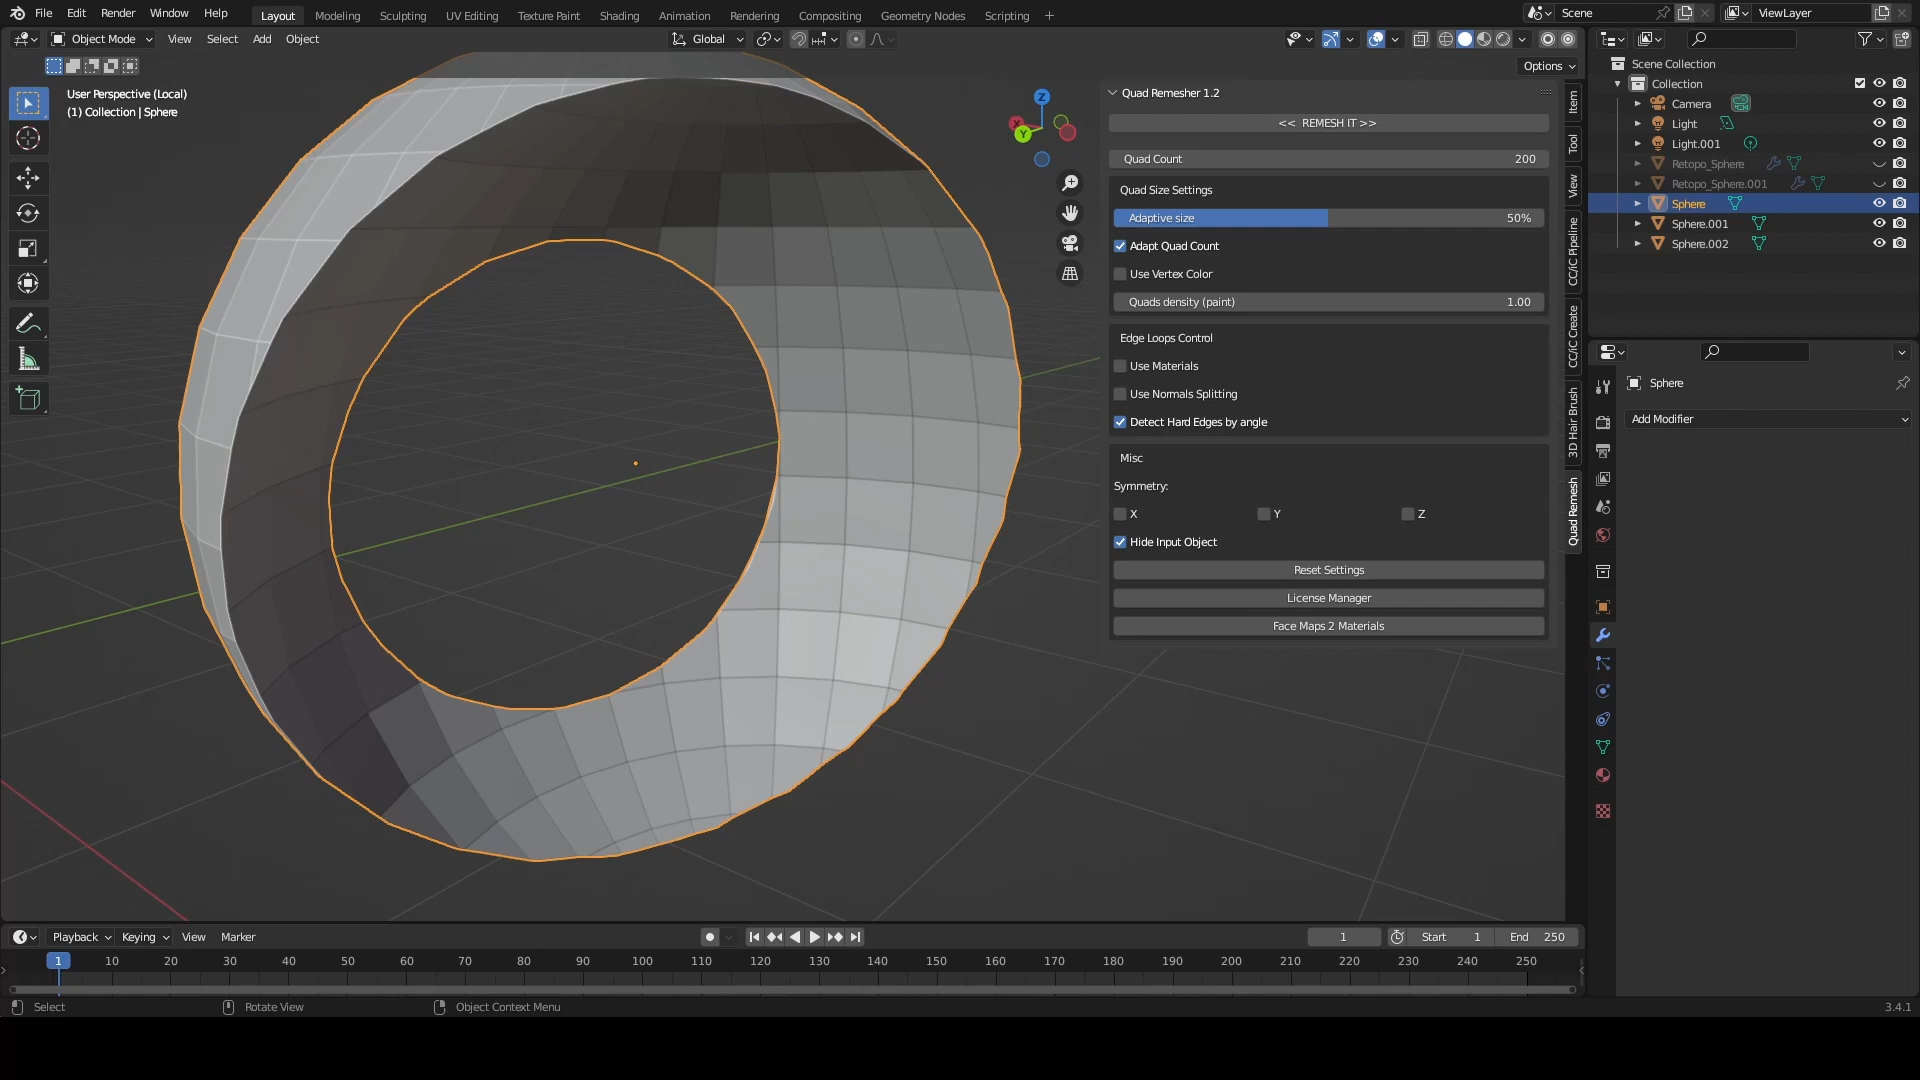 File Edit Render Window Help Layout Modeling Sculpting UV Editing Texture Paint Shading Animation Rendering Compositing Geometry Nodes Scripting + Scene ViewLayer
Object Mode View Select Add Object Global
Options
User Perspective (Local)
(1) Collection | Sphere
Z
X
Y
Quad Remesher 1.2
<< REMESH IT >>
Quad Count 200
Quad Size Settings
Adaptive size 50%
Adapt Quad Count
Use Vertex Color
Quads density (paint) 1.00
Edge Loops Control
Use Materials
Use Normals Splitting
Detect Hard Edges by angle
Misc
Symmetry:
X Y Z
Hide Input Object
Reset Settings
License Manager
Face Maps 2 Materials
Item
Tool
View
CC/iC Pipeline
CC/iC Create
3D Hair Brush
Quad Remesh
Scene Collection
Collection
Camera
Light
Light.001
Retopo_Sphere
Retopo_Sphere.001
Sphere
Sphere.001
Sphere.002
Sphere
Add Modifier
Playback Keying View Marker 1 Start 1 End 250
1 10 20 30 40 50 60 70 80 90 100 110 120 130 140 150 160 170 180 190 200 210 220 230 240 250
Select Rotate View Object Context Menu 3.4.1